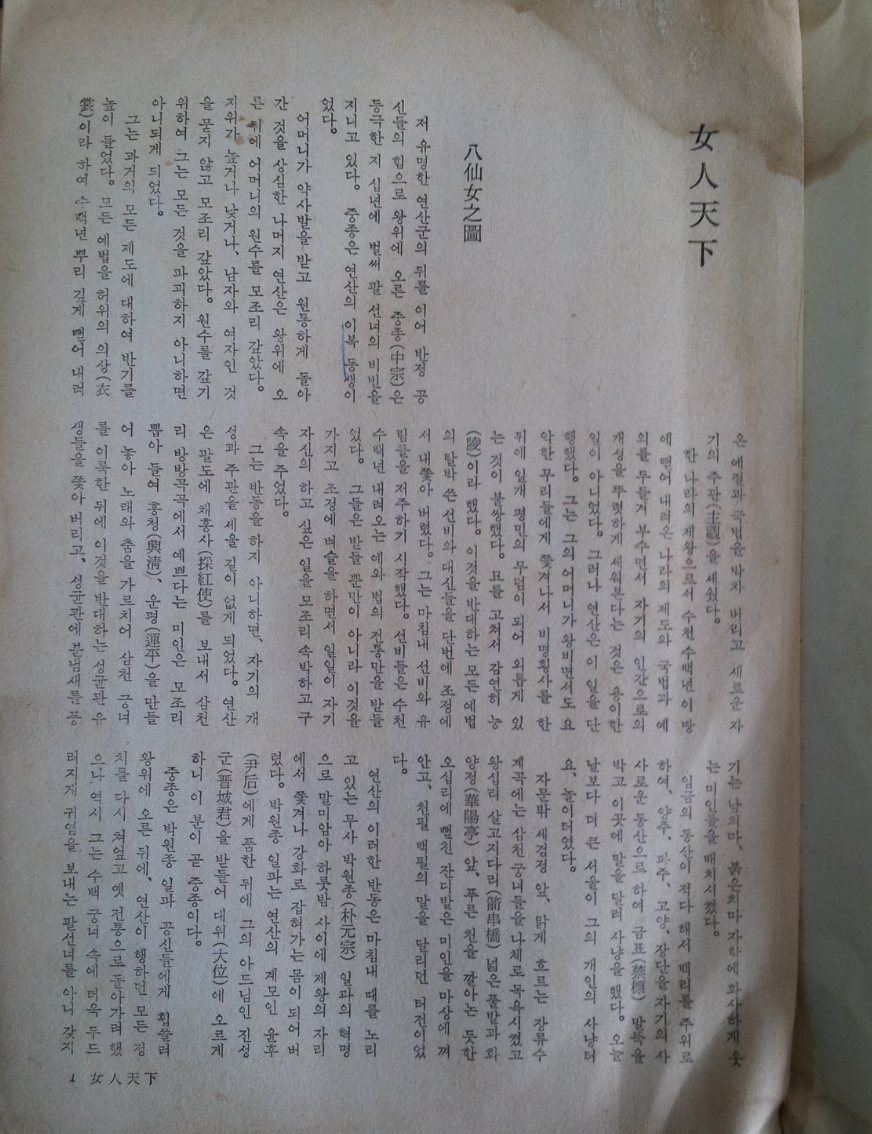 女人天下
八仙女之圖
저 유명한 연산군의 뒤를 이어 반정 공
신들의 힘으로 왕위에 오른 중종(中宗)은
등극한 지 십년에 벌써 팔 선녀의 비빈을
지니고 있다. 중종은 연산의 이복 동생이
었다.
어머니가 약사발을 받고 원통하게 돌아
간 것을 상심한 나머지 연산은 왕위에 오
른 뒤에 어머니의 원수를 모조리 갚았다.
지위가 높거나 낮거나, 남자와 여자인 것
을 묻지 않고 모조리 갚았다. 원수를 갚기
위하여 그는 모든 것을 파괴하지 아니하면
아니되게 되었다.
그는 과거의 모든 제도에 대하여 반기를
높이 들었다. 모든 예법을 허위의 의상(衣
裳)이라 하여 수백년 뿌리 깊게 뻗어 내려
온 예절과 국법을 박차 버리고 새로운 자
기의 주관(主觀)을 세웠다.
한 나라의 제왕으로서 수천 수백년 이 땅
에 뻗어 내려온 나라의 제도와 국법과 예
의를 무들겨 부수면서 자기의 인간으로의
개성을 뚜렷하게 세워본다는 것은 용이한
일이 아니었다. 그러나 연산은 이 일을 단
행했다. 그는 그의 어머니가 왕비면서도 요
악한 무리들에게 쫓겨나서 비명횡사를 한
뒤에 일개 평민의 무덤이 되어 외롭게 있
는 것이 불쌍했다. 묘를 고쳐서 감연히 능
(陵)이라 했다. 이것을 반대하는 모든 예법
의 탈박 쓴 선비와 대신들을 단번에 조정에
서 내쫓아 버렸다. 그는 마침내 선비와 유
림들을 저주하기 시작했다. 선비들은 수천
수백년 내려오는 예와 법의 전통만을 받들
었다. 그들은 받들 뿐만이 아니라 이것을
가지고 조정에 벼슬을 하면서 일일이 자기
자신의 하고 싶은 일을 모조리 속박하고 구
속을 주었다.
그는 반동을 하지 아니하면, 자기의 개
성과 주관을 세울 길이 없게 되었다. 연산
은 팔도에 채홍사(採紅使)를 보내서 삼천
리 방방곡곡에서 예쁘다는 미인은 모조리
뽑아 들여 흥청(興淸), 운평(運平)을 만들
어 놓아 노래와 춤을 가르치어 삼천 궁녀
를 이룩한 뒤에 이것을 반대하는 성균관 유
생들을 쫓아 버리고, 성균관에 분냄새를 풍
기는 남치마, 붉은치마 자락에 화사하게 웃
는 미인들을 배치시켰다.
임금의 동산이 적다 해서 백리를 주위로
하여, 양주, 파주, 고양, 장단을 자기의 사
사로운 동산으로 하여 금표(禁標) 말뚝을
박고 이곳에 말을 달려 사냥을 했다. 오늘
날보다 더 큰 서울이 그의 개인의 사냥터
요, 놀이터였다.
자문밖 세검정 앞, 맑게 흐르는 장류수
계곡에는 삼천 궁녀들을 나체로 목욕시켰고
왕십리 살고지다리(箭串橋) 넓은 풀밭과 화
양정(華陽亭) 앞, 푸른 천을 깔아논 듯한
오십리에 뻗친 잔디밭은 미인을 마상에 껴
안고, 천필 백필의 말을 달리던 터전이었
다.
연산의 이러한 반동은 마침내 때를 노리
고 있는 무사 박원종(朴元宗) 일파의 혁명
으로 말미암아 하룻밤 사이에 제왕의 자리
에서 쫓겨나 강화로 잡혀가는 몸이 되어 버
렸다. 박원종 일파는 연산의 계모인 윤후
(尹后)에게 품한 뒤에 그의 아드님인 진성
군(晋城君)을 받들어 대위(大位)에 오르게
하니 이 분이 곧 중종이다.
중종은 박원종 일파 공신들에게 휩쓸려
왕위에 오른 뒤에, 연산이 행하던 모든 정
치를 다시 쳐엎고 옛 전통으로 돌아가려 했
으나 역시 그는 수백 궁녀 속에 더욱 두드
러지게 귀염을 보내는 팔선녀를 아니 갖지
1 女人天下